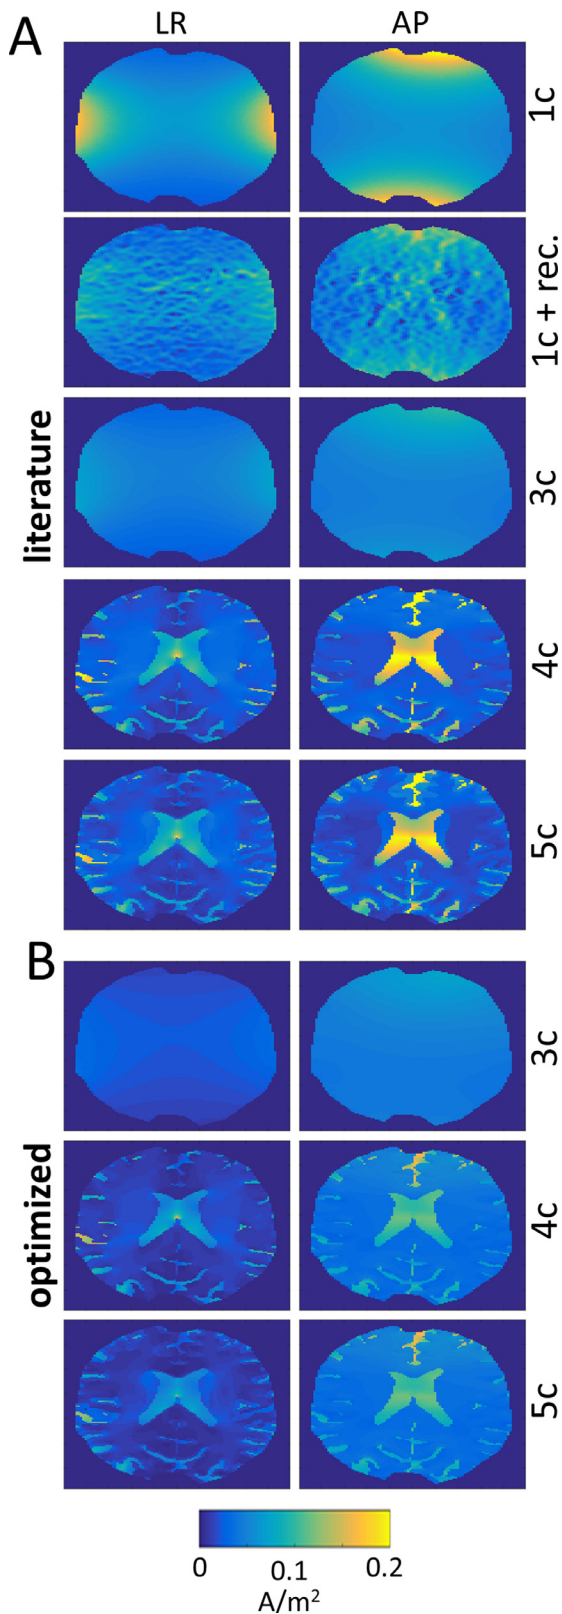 A
LR
AP
1c
1c + rec.
literature
3c
4c
5c
B
3c
optimized
4c
5c
0
0.1
0.2
A/m²